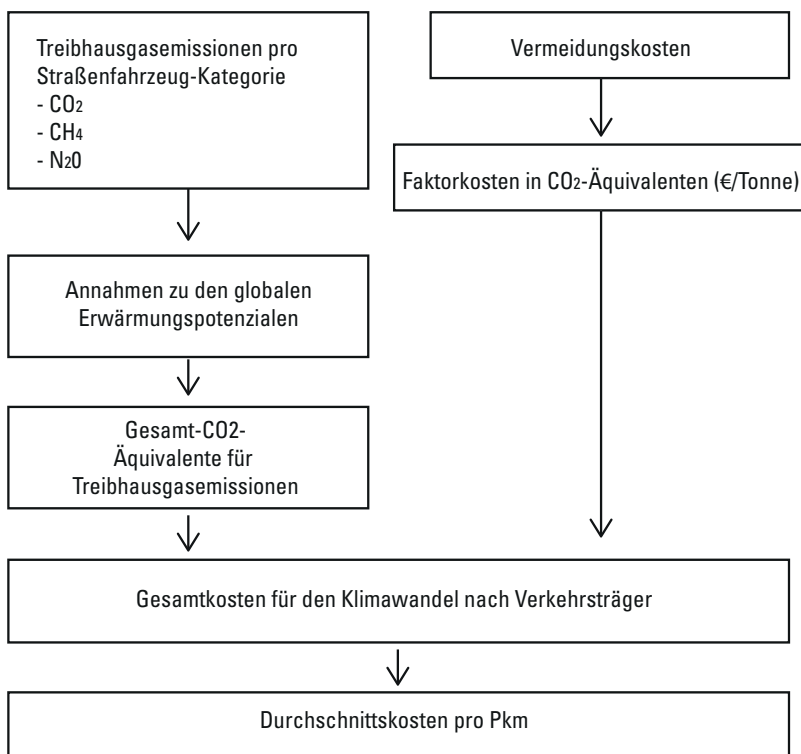 Treibhausgasemissionen pro
Straßenfahrzeug-Kategorie
- CO₂
- CH₄
- N₂0
Vermeidungskosten
Faktorkosten in CO₂-Äquivalenten (€/Tonne)
Annahmen zu den globalen
Erwärmungspotenzialen
Gesamt-CO2-
Äquivalente für
Treibhausgasemissionen
Gesamtkosten für den Klimawandel nach Verkehrsträger
Durchschnittskosten pro Pkm